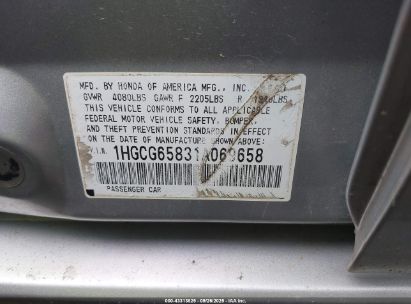 MFD. BY HONDA OF AMERICA MFG., INC.
GVWR 4080LBS GAWR F 2205LBS R
THIS VEHICLE CONFORMS TO ALL APPLICABLE
FEDERAL MOTOR VEHICLE SAFETY, BUMPER,
AND THEFT PREVENTION STANDARDS IN EFFECT
ON THE DATE OF MANUFACTURE SHOWN ABOVE:
V.I.N.
PASSENGER CAR